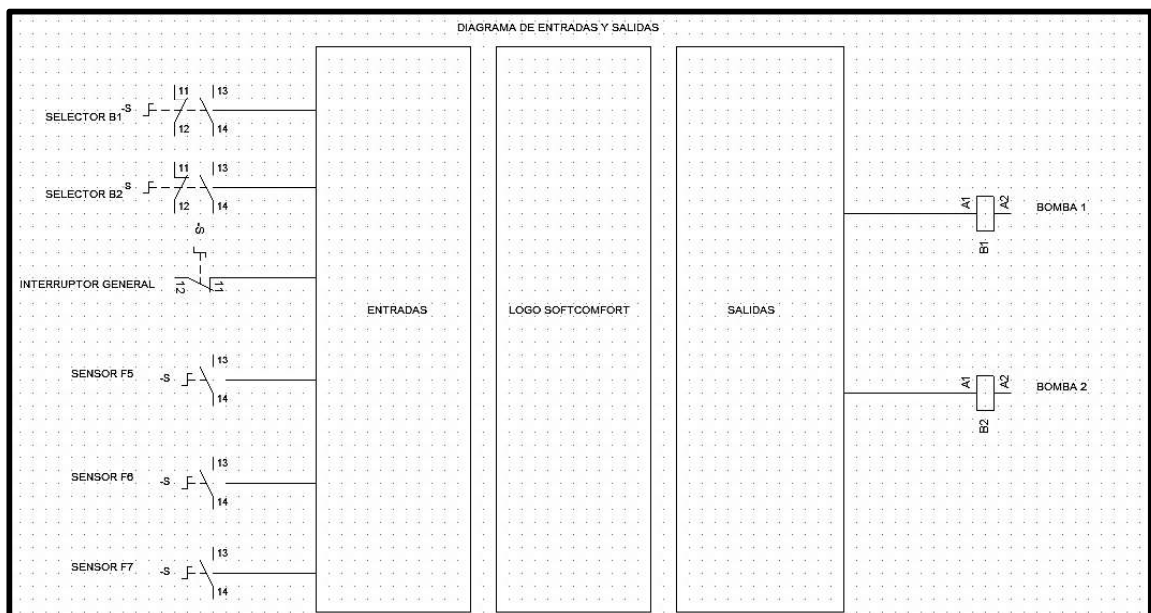 DIAGRAMA DE ENTRADAS Y SALIDAS
11 13
SELECTOR B1 -S
12 14
11 13
SELECTOR B2 -S
12 14
-S
INTERRUPTOR GENERAL 12 11
ENTRADAS
LOGO SOFTCOMFORT
SALIDAS
A1 A2 BOMBA 1
B1
13
SENSOR F5 -S
14
A1 A2 BOMBA 2
B2
13
SENSOR F6 -S
14
13
SENSOR F7 -S
14